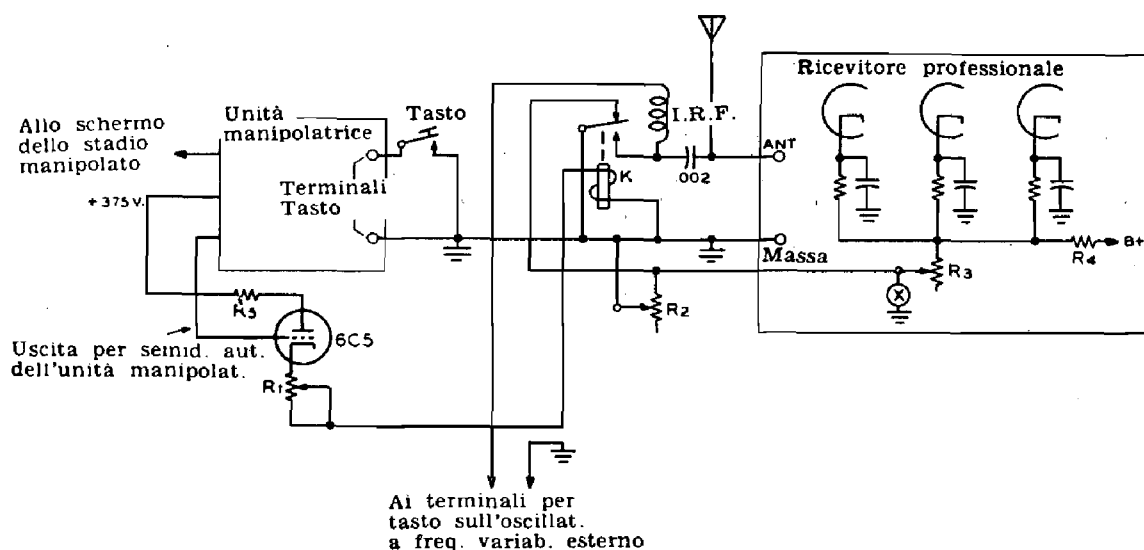 Ricevitore professionale
Allo schermo
dello stadio
manipolato
Unità
manipolatrice
Tasto
I.R.F.
ANT
K
.002
Terminali
Tasto
+375V.
Massa
R4
B+
R3
R2
R5
6C5
Uscita per semid. aut.
dell'unità manipolat.
R1
Ai terminali per
tasto sull'oscillat.
a freq. variab. esterno